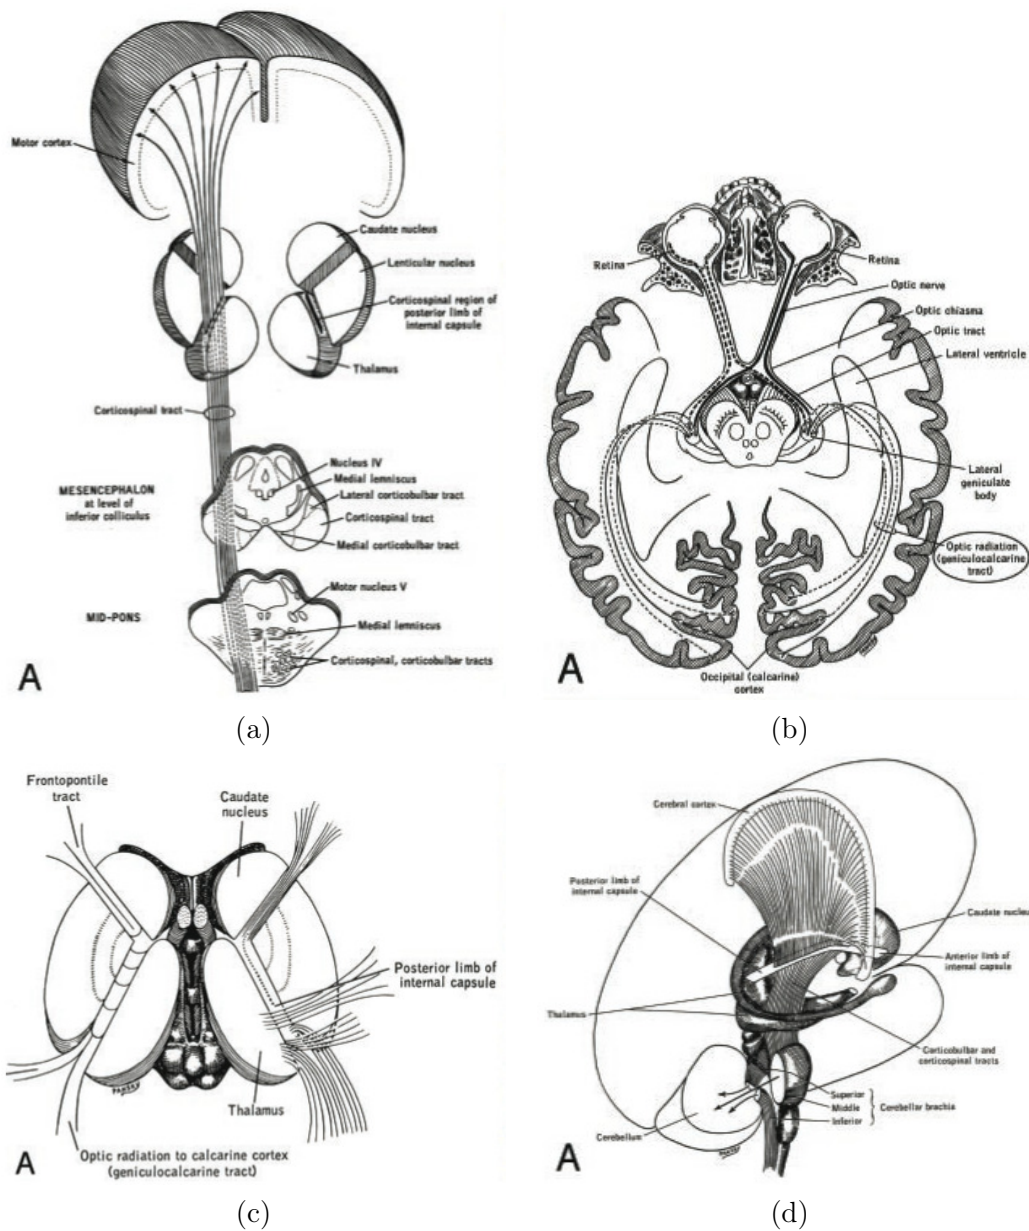 Motor cortex
Caudate nucleus
Lenticular nucleus
Corticospinal region of
posterior limb of
internal capsule
Thalamus
Corticospinal tract
Nucleus IV
Medial lemniscus
Lateral corticobulbar tract
Corticospinal tract
Medial corticobulbar tract
MESENCEPHALON
at level of
inferior colliculus
Motor nucleus V
MID-PONS
Medial lemniscus
Corticospinal, corticobulbar tracts
A
(a)
Retina
Retina
Optic nerve
Optic chiasma
Optic tract
Lateral ventricle
Lateral
geniculate
body
Optic radiation
(geniculocalcarine
tract)
Occipital (calcarine)
cortex
A
(b)
Frontopontile
tract
Caudate
nucleus
Posterior limb of
internal capsule
Thalamus
Optic radiation to calcarine cortex
(geniculocalcarine tract)
A
(c)
Cerebral cortex
Posterior limb of
internal capsule
Caudate nucleu
Anterior limb of
internal capsule
Thalamus
Corticobulbar and
corticospinal tracts
Superior
Middle
Inferior
Cerebellar brachia
Cerebellum
A
(d)